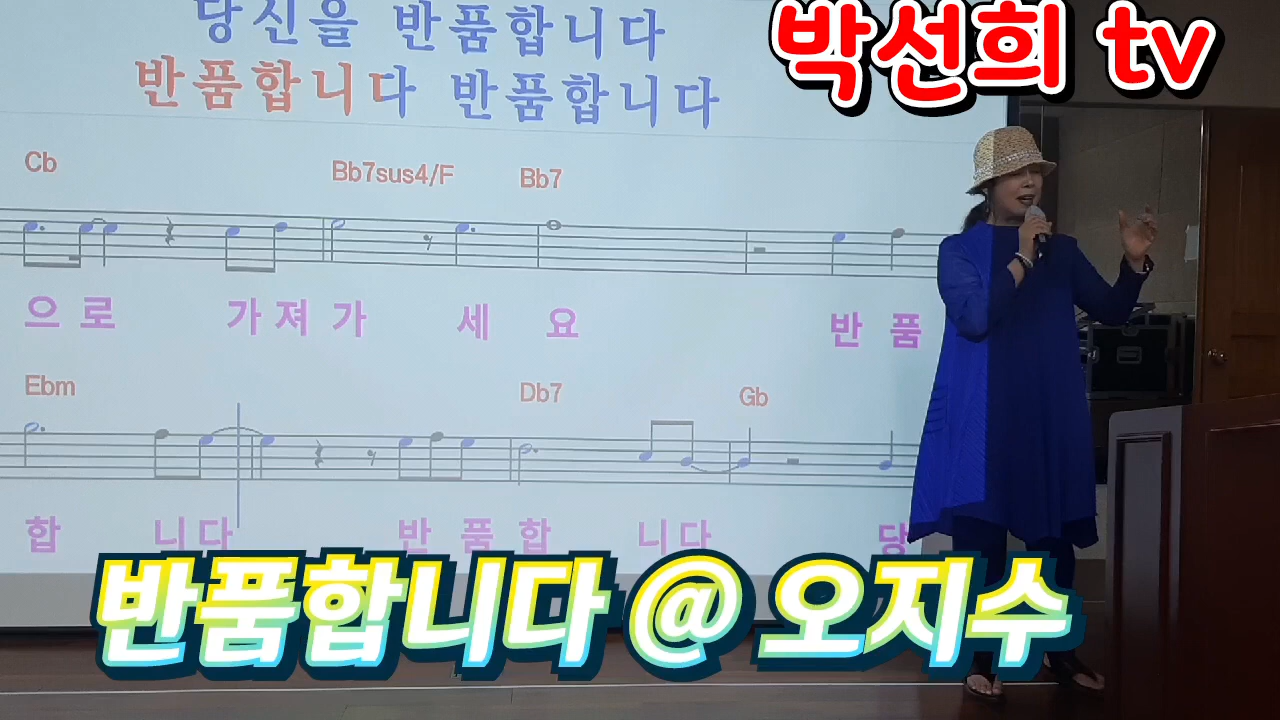 당신을 반품합니다
박선희 tv
반품합니다 반품합니다
Cb Bb7sus4/F Bb7
으로 가져가 세요 반품
Ebm Db7 Gb
합 니다 반품합 니다 당
반품합니다 @ 오지수